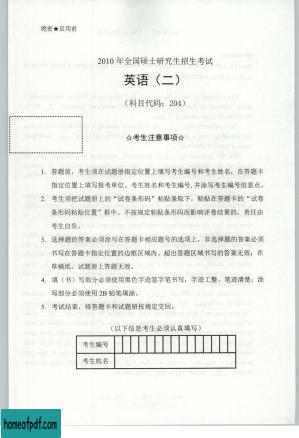 绝密★启用前
2010年全国硕士研究生招生考试
英语（二）
（科目代码：204）
☆考生注意事项☆
1. 答题前，考生须在试题册指定位置上填写考生编号和考生姓名；在答题卡
指定位置上填写报考单位、考生姓名和考生编号，并涂写考生编号信息点。
2. 考生须把试题册上的“试卷条形码”粘贴条取下，粘贴在答题卡的“试卷
条形码粘贴位置”框中。不按规定粘贴条形码而影响评卷结果的，责任由
考生自负。
3. 选择题的答案必须涂写在答题卡相应题号的选项上，非选择题的答案必须
书写在答题卡指定位置的边框区域内。超出答题区域书写的答案无效；在
草稿纸、试题册上答题无效。
4. 填（书）写部分必须使用黑色字迹签字笔书写，字迹工整、笔迹清楚；涂
写部分必须使用2B铅笔填涂。
5. 考试结束，将答题卡和试题册按规定交回。
（以下信息考生必须认真填写）
考生编号
考生姓名
homeofpdf.com
homeofpdf.com